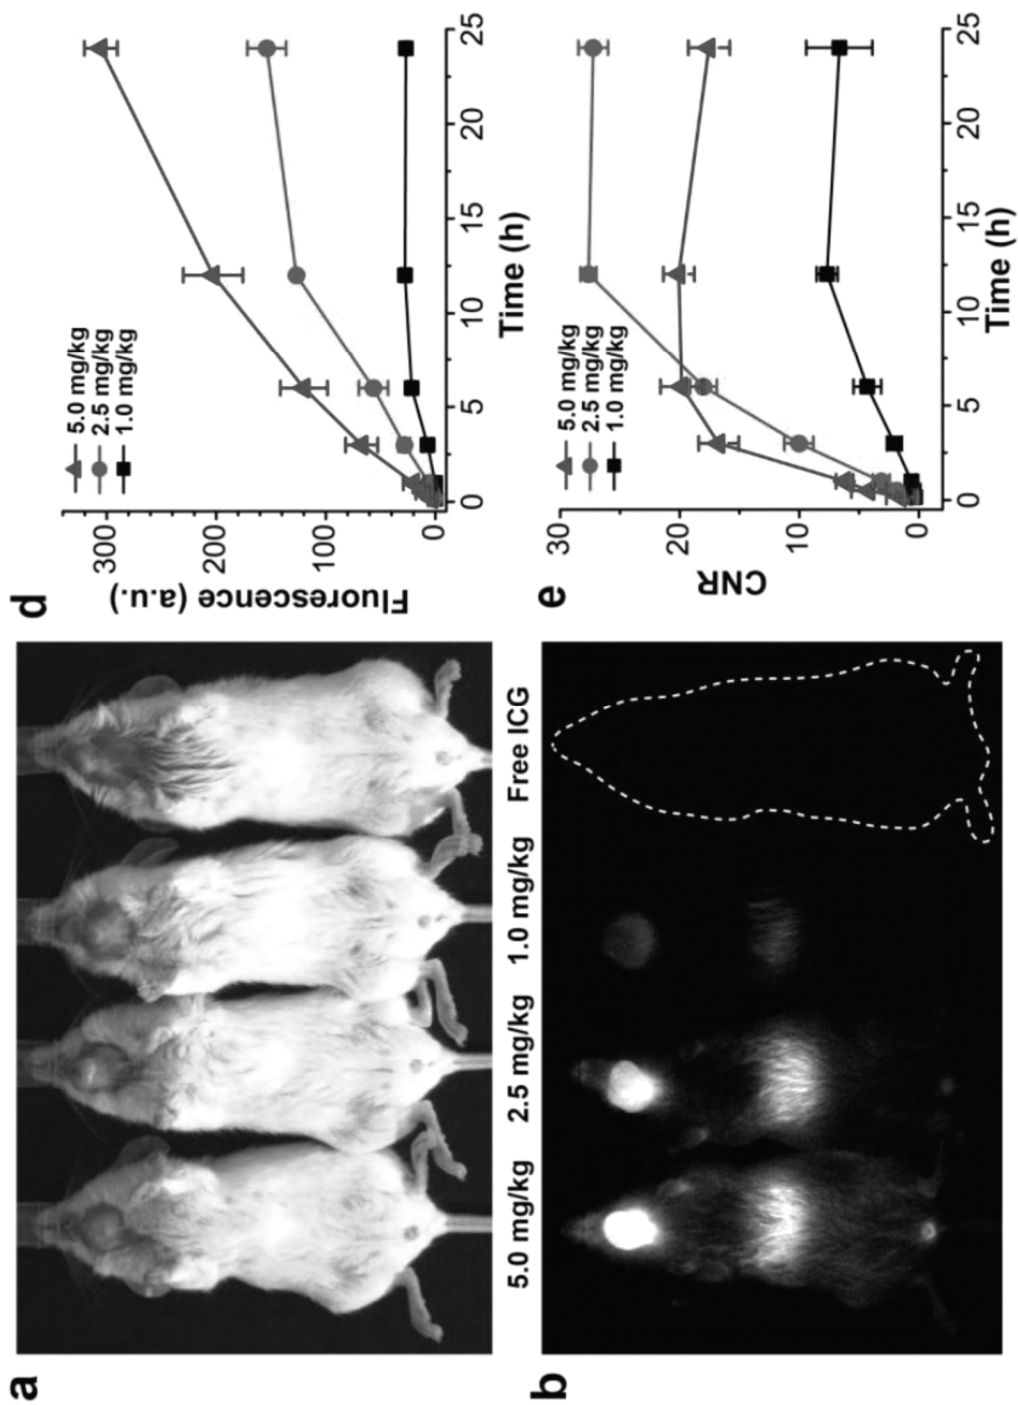 a
5.0 mg/kg 2.5 mg/kg 1.0 mg/kg Free ICG
b
d
Fluorescence (a.u.)
300
200
100
0
5.0 mg/kg
2.5 mg/kg
1.0 mg/kg
0 5 10 15 20 25
Time (h)
e
CNR
30
20
10
0
5.0 mg/kg
2.5 mg/kg
1.0 mg/kg
0 5 10 15 20 25
Time (h)